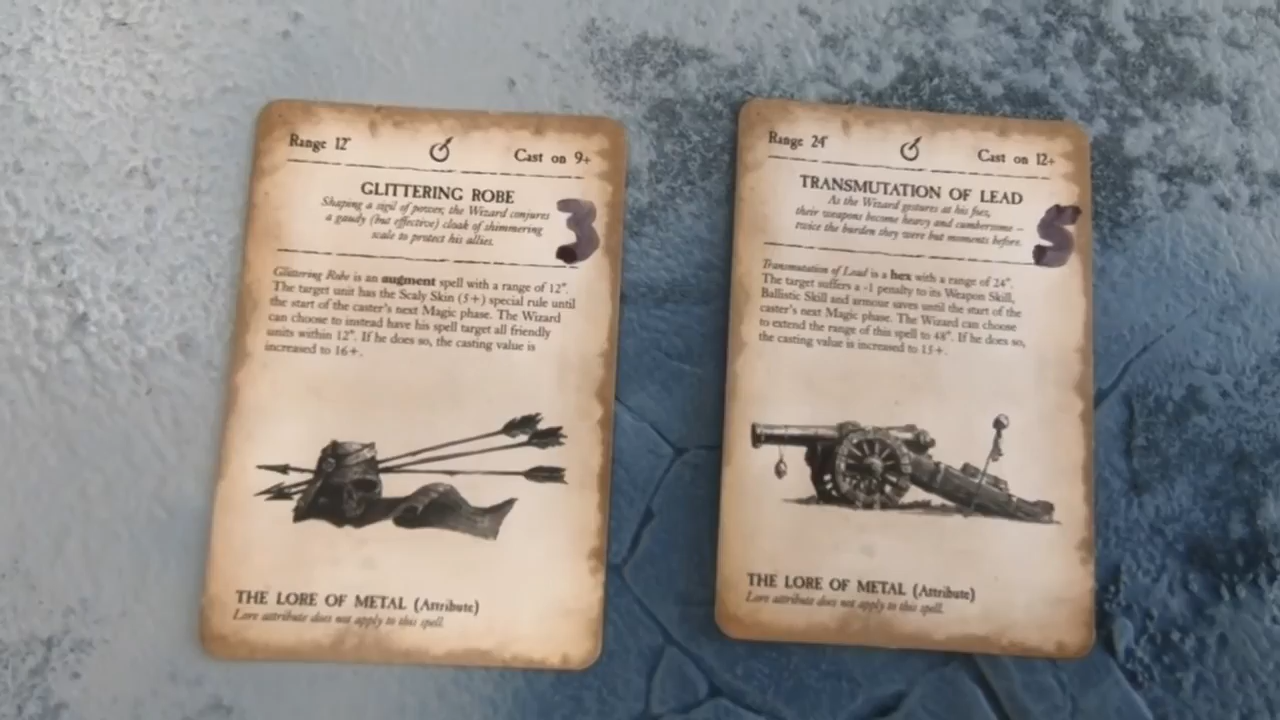 Range 12"
Cast on 9+
GLITTERING ROBE
Shaping a sigil of power, the Wizard conjures
a gaudy (but effective) cloak of shimmering
scale to protect his allies.
3
Glittering Robe is an augment spell with a range of 12".
The target unit has the Scaly Skin (5+) special rule until
the start of the caster's next Magic phase. The Wizard
can choose to instead have his spell target all friendly
units within 12". If he does so, the casting value is
increased to 16+.
THE LORE OF METAL (Attribute)
Lore attribute does not apply to this spell.
Range 24"
Cast on 12+
TRANSMUTATION OF LEAD
As the Wizard gestures at his foes,
their weapons become heavy and cumbersome –
twice the burden they were but moments before.
5
Transmutation of Lead is a hex with a range of 24".
The target suffers a -1 penalty to its Weapon Skill,
Ballistic Skill and armour saves until the start of the
caster's next Magic phase. The Wizard can choose
to extend the range of this spell to 48". If he does so,
the casting value is increased to 15+.
THE LORE OF METAL (Attribute)
Lore attribute does not apply to this spell.